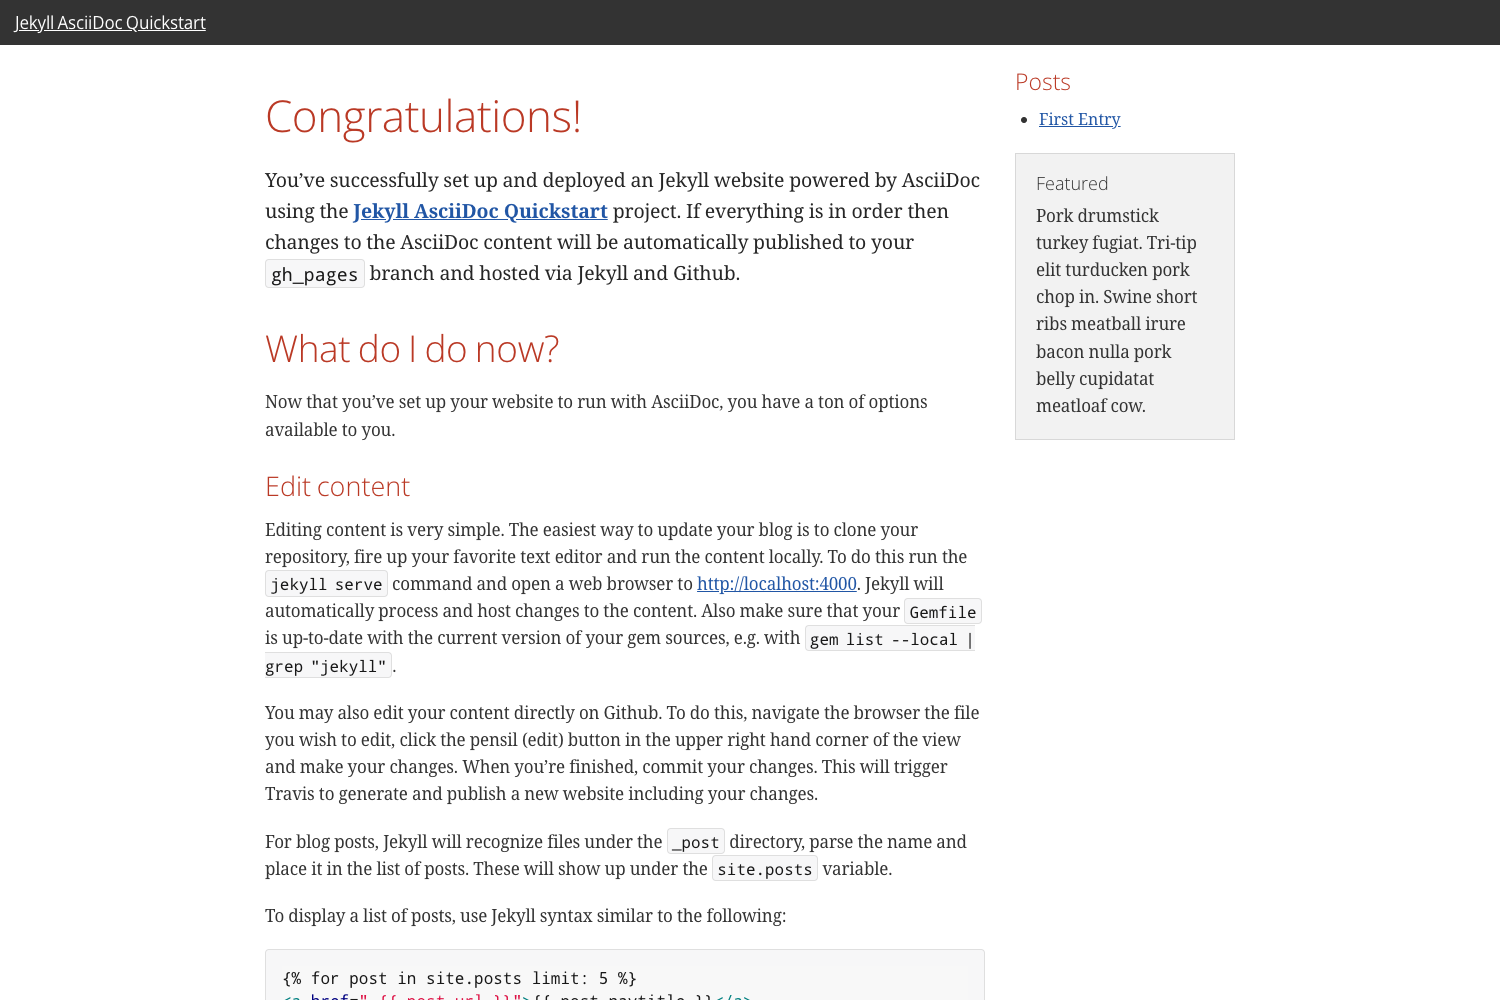 Jekyll AsciiDoc Quickstart
Congratulations!
You’ve successfully set up and deployed an Jekyll website powered by AsciiDoc
using the Jekyll AsciiDoc Quickstart project. If everything is in order then
changes to the AsciiDoc content will be automatically published to your
gh_pages branch and hosted via Jekyll and Github.
What do I do now?
Now that you’ve set up your website to run with AsciiDoc, you have a ton of options
available to you.
Edit content
Editing content is very simple. The easiest way to update your blog is to clone your
repository, fire up your favorite text editor and run the content locally. To do this run the
jekyll serve command and open a web browser to http://localhost:4000. Jekyll will
automatically process and host changes to the content. Also make sure that your Gemfile
is up-to-date with the current version of your gem sources, e.g. with gem list --local |
grep "jekyll".
You may also edit your content directly on Github. To do this, navigate the browser the file
you wish to edit, click the pensil (edit) button in the upper right hand corner of the view
and make your changes. When you’re finished, commit your changes. This will trigger
Travis to generate and publish a new website including your changes.
For blog posts, Jekyll will recognize files under the _post directory, parse the name and
place it in the list of posts. These will show up under the site.posts variable.
To display a list of posts, use Jekyll syntax similar to the following:
{% for post in site.posts limit: 5 %}
Posts
First Entry
Featured
Pork drumstick
turkey fugiat. Tri-tip
elit turducken pork
chop in. Swine short
ribs meatball irure
bacon nulla pork
belly cupidatat
meatloaf cow.